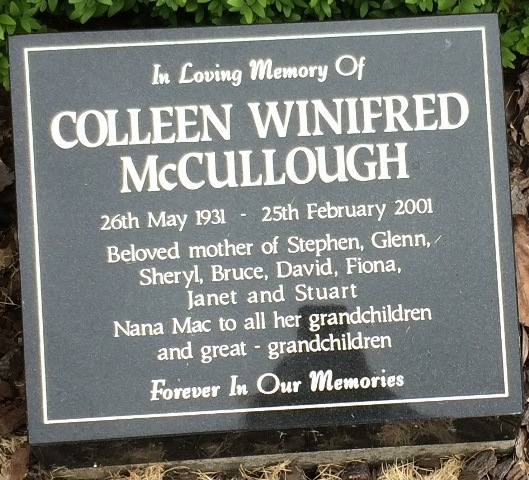 In Loving Memory Of
COLLEEN WINIFRED
McCULLOUGH
26th May 1931 - 25th February 2001
Beloved mother of Stephen, Glenn,
Sheryl, Bruce, David, Fiona,
Janet and Stuart
Nana Mac to all her grandchildren
and great - grandchildren
Forever In Our Memories